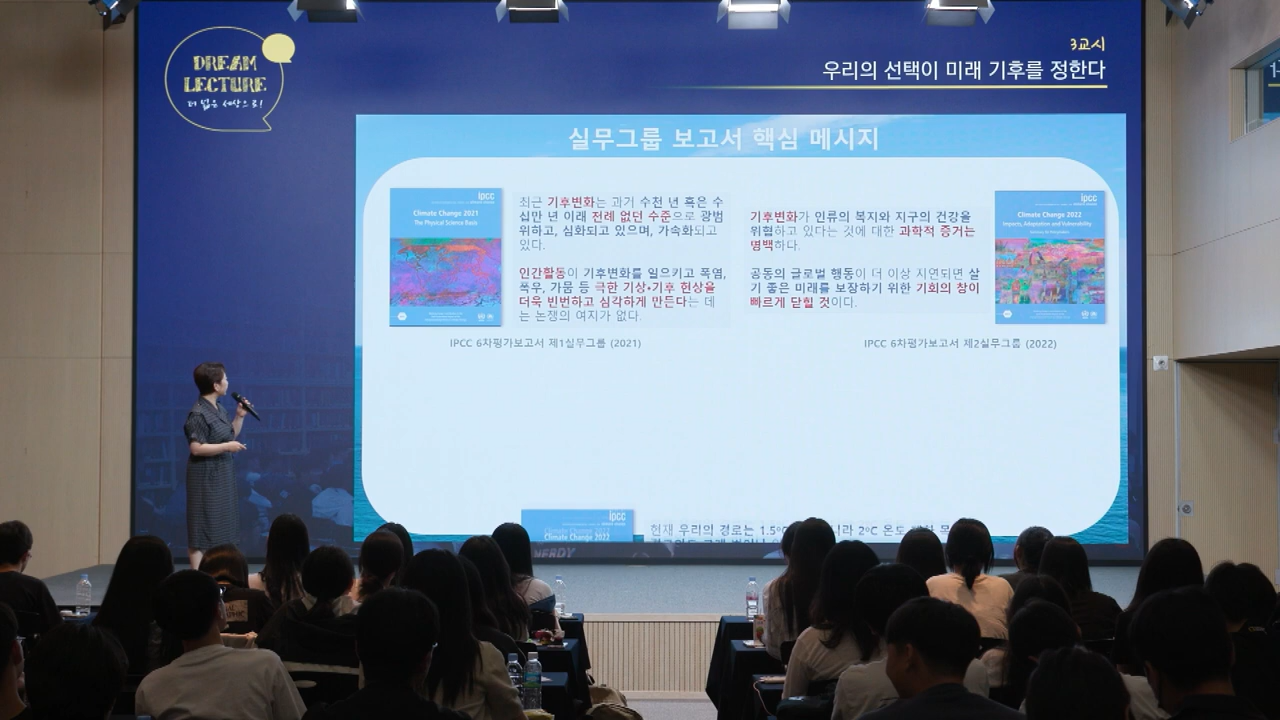 DREAM
LECTURE
더 넓은 세상으로!
3교시
우리의 선택이 미래 기후를 정한다
실무그룹 보고서 핵심 메시지
ipcc
Climate Change 2021
The Physical Science Basis
최근 기후변화는 과거 수천 년 혹은 수
십만 년 이래 전례 없던 수준으로 광범
위하고, 심화되고 있으며, 가속화되고
있다.
인간활동이 기후변화를 일으키고 폭염,
폭우, 가뭄 등 극한 기상•기후 현상을
더욱 빈번하고 심각하게 만든다는 데
는 논쟁의 여지가 없다.
IPCC 6차평가보고서 제1실무그룹 (2021)
기후변화가 인류의 복지와 지구의 건강을
위협하고 있다는 것에 대한 과학적 증거는
명백하다.
공동의 글로벌 행동이 더 이상 지연되면 살
기 좋은 미래를 보장하기 위한 기회의 창이
빠르게 닫힐 것이다.
ipcc
Climate Change 2022
Impacts, Adaptation and Vulnerability
IPCC 6차평가보고서 제2실무그룹 (2022)
ipcc
Climate Change 2022
Climate Change 2022
현재 우리의 경로는 1.5°C 2°C 온도
NERDY